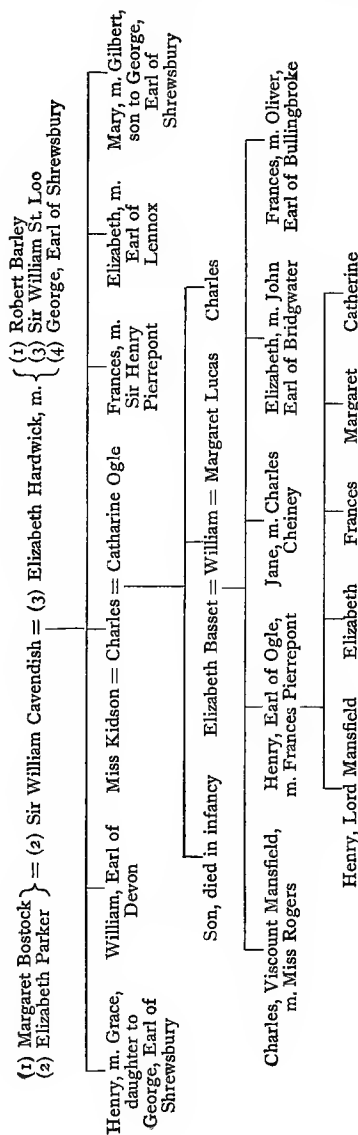 (1) Margaret Bostock
(2) Elizabeth Parker } = (2) Sir William Cavendish = (3) Elizabeth Hardwick, m. { (1) Robert Barley
(3) Sir William St. Loo
(4) George, Earl of Shrewsbury
Henry, m. Grace,
daughter to
George, Earl of
Shrewsbury
William, Earl of
Devon
Miss Kidson = Charles = Catharine Ogle
Frances, m.
Sir Henry
Pierrepont
Elizabeth, m.
Earl of
Lennox
Mary, m. Gilbert,
son to George,
Earl of
Shrewsbury
Son, died in infancy
Elizabeth Basset = William = Margaret Lucas
Charles
Charles, Viscount Mansfield,
m. Miss Rogers
Henry, Earl of Ogle,
m. Frances Pierrepont
Jane, m. Charles
Cheiney
Elizabeth, m. John
Earl of Bridgwater
Frances, m. Oliver,
Earl of Bullingbroke
Henry, Lord Mansfield
Elizabeth
Frances
Margaret
Catherine